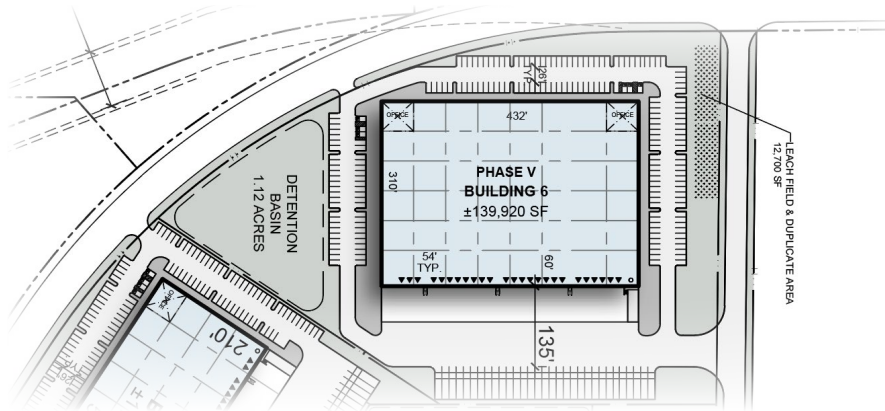 26'
TYP.
OFFICE
432'
OFFICE
310'
PHASE V
BUILDING 6
±139,920 SF
54'
TYP.
60'
135'
DETENTION
BASIN
1.12 ACRES
LEACH FIELD & DUPLICATE AREA
12,700 SF
OFFICE
210'